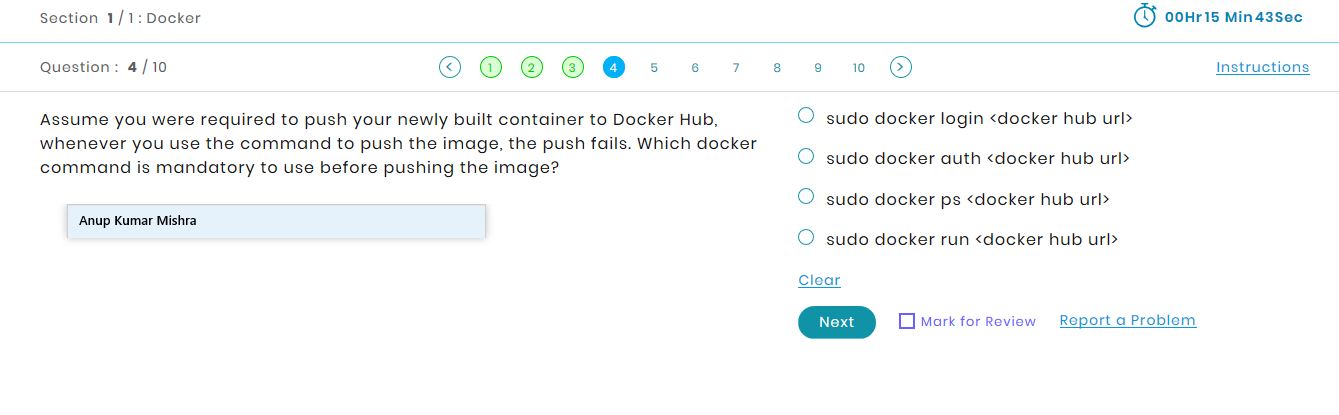 Section 1 / 1 : Docker
00Hr 15 Min 43Sec
Question : 4 / 10
< 1 2 3 4 5 6 7 8 9 10 >
Instructions
Assume you were required to push your newly built container to Docker Hub,
whenever you use the command to push the image, the push fails. Which docker
command is mandatory to use before pushing the image?
Anup Kumar Mishra
sudo docker login <docker hub url>
sudo docker auth <docker hub url>
sudo docker ps <docker hub url>
sudo docker run <docker hub url>
Clear
Next
Mark for Review
Report a Problem